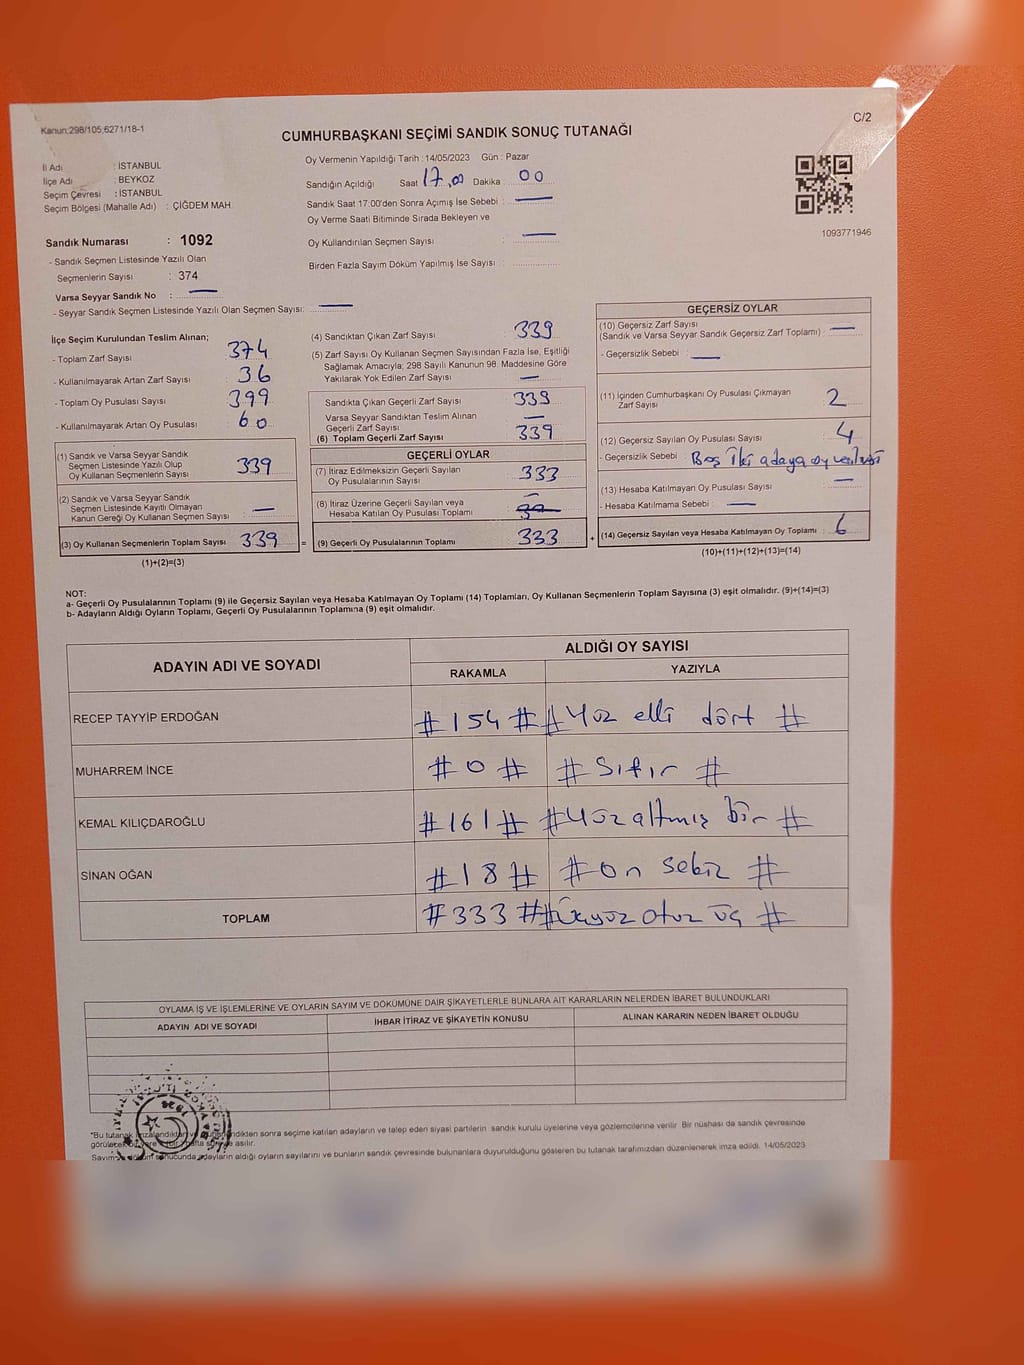 Kanun;298/105;6271/18-1
C/2
CUMHURBAŞKANI SEÇİMİ SANDIK SONUÇ TUTANAĞI
İl Adı : İSTANBUL
İlçe Adı : BEYKOZ
Seçim Çevresi : İSTANBUL
Seçim Bölgesi (Mahalle Adı) : ÇİĞDEM MAH.
Oy Vermenin Yapıldığı Tarih : 14/05/2023 Gün : Pazar
Sandığın Açıldığı Saat 17,00 Dakika 00
Sandık Saat 17:00'den Sonra Açımış İse Sebebi : —
Oy Verme Saati Bitiminde Sırada Bekleyen ve
Oy Kullandırılan Seçmen Sayısı : —
Birden Fazla Sayım Döküm Yapılmış İse Sayısı :
1093771946
Sandık Numarası : 1092
- Sandık Seçmen Listesinde Yazılı Olan
Seçmenlerin Sayısı : 374
Varsa Seyyar Sandık No : —
- Seyyar Sandık Seçmen Listesinde Yazılı Olan Seçmen Sayısı: —
İlçe Seçim Kurulundan Teslim Alınan;
- Toplam Zarf Sayısı 374
- Kullanılmayarak Artan Zarf Sayısı 36
- Toplam Oy Pusulası Sayısı 399
- Kullanılmayarak Artan Oy Pusulası 60
(1) Sandık ve Varsa Seyyar Sandık
Seçmen Listesinde Yazılı Olup
Oy Kullanan Seçmenlerin Sayısı 339
(2) Sandık ve Varsa Seyyar Sandık
Seçmen Listesinde Kayıtlı Olmayan
Kanun Gereği Oy Kullanan Seçmen Sayısı : —
(3) Oy Kullanan Seçmenlerin Toplam Sayısı 339 =
(1)+(2)=(3)
(4) Sandıktan Çıkan Zarf Sayısı 339
(5) Zarf Sayısı Oy Kullanan Seçmen Sayısından Fazla İse, Eşitliği
Sağlamak Amacıyla; 298 Sayılı Kanunun 98. Maddesine Göre
Yakılarak Yok Edilen Zarf Sayısı —
Sandıkta Çıkan Geçerli Zarf Sayısı 339
Varsa Seyyar Sandıktan Teslim Alınan
Geçerli Zarf Sayısı : —
(6) Toplam Geçerli Zarf Sayısı 339
GEÇERLİ OYLAR
(7) İtiraz Edilmeksizin Geçerli Sayılan
Oy Pusulalarının Sayısı : 333
(8) İtiraz Üzerine Geçerli Sayılan veya
Hesaba Katılan Oy Pusulası Toplamı —
(9) Geçerli Oy Pusulalarının Toplamı 333 +
GEÇERSİZ OYLAR
(10) Geçersiz Zarf Sayısı
(Sandık ve Varsa Seyyar Sandık Geçersiz Zarf Toplamı) : —
- Geçersizlik Sebebi : —
(11) İçinden Cumhurbaşkanı Oy Pusulası Çıkmayan
Zarf Sayısı 2
(12) Geçersiz Sayılan Oy Pusulası Sayısı : 4
- Geçersizlik Sebebi : Boş İki adaya oy verilişi
(13) Hesaba Katılmayan Oy Pusulası Sayısı : —
- Hesaba Katılmama Sebebi : —
(14) Geçersiz Sayılan veya Hesaba Katılmayan Oy Toplamı : 6
(10)+(11)+(12)+(13)=(14)
NOT:
a- Geçerli Oy Pusulalarının Toplamı (9) ile Geçersiz Sayılan veya Hesaba Katılmayan Oy Toplamı (14) Toplamları, Oy Kullanan Seçmenlerin Toplam Sayısına (3) eşit olmalıdır. (9)+(14)=(3)
b- Adayların Aldığı Oyların Toplamı, Geçerli Oy Pusulalarının Toplamına (9) eşit olmalıdır.
ADAYIN ADI VE SOYADI ALDIĞI OY SAYISI
RAKAMLA YAZIYLA
RECEP TAYYİP ERDOĞAN #154# #Yüz elli dört #
MUHARREM İNCE #0# #Sıfır #
KEMAL KILIÇDAROĞLU #161# #Yüz altmış bir #
SİNAN OĞAN #18# #On sekiz #
TOPLAM #333# #Üçyüz otuz üç #
OYLAMA İŞ VE İŞLEMLERİNE VE OYLARIN SAYIM VE DÖKÜMÜNE DAİR ŞİKAYETLERLE BUNLARA AİT KARARLARIN NELERDEN İBARET BULUNDUKLARI
ADAYIN ADI VE SOYADI İHBAR İTİRAZ VE ŞİKAYETİN KONUSU ALINAN KARARIN NEDEN İBARET OLDUĞU
*Bu tutanak sonra seçime katılan adayların ve talep eden siyasi partilerin sandık kurulu üyelerine veya gözlemcilerine verilir. Bir nüshası da sandık çevresinde
görülecek asılır.
adayların aldığı oyların sayılarını ve bunların sandık çevresinde bulunanlara duyurulduğunu gösteren bu tutanak tarafımızdan düzenlenerek imza edildi. 14/05/2023